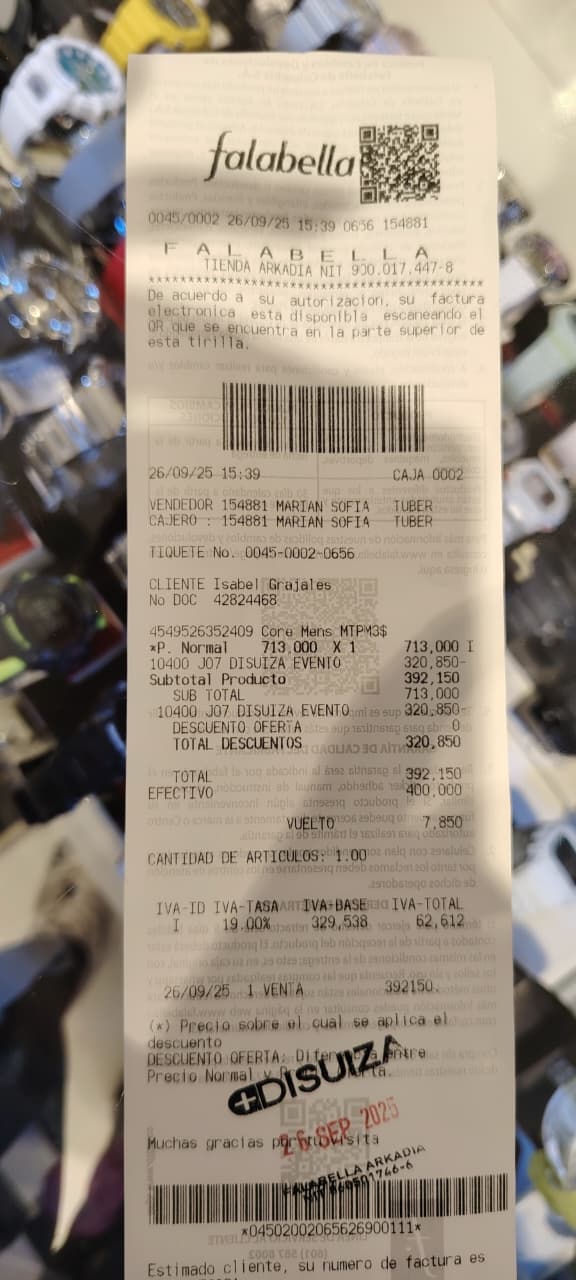 falabella
0045/0002 26/09/25 15:39 0656 154881
F A L A B E L L A
TIENDA ARKADIA NIT 900.017.447-8
************************************************
De acuerdo a su autorizacion, su factura
electronica esta disponible escaneando el
QR que se encuentra en la parte superior de
esta tirilla.
26/09/25 15:39 CAJA 0002
VENDEDOR 154881 MARIAN SOFIA TUBER
CAJERO : 154881 MARIAN SOFIA TUBER
TIQUETE No. 0045-0002-0656
CLIENTE Isabel Grajales
No DOC 42824468
4549526352409 Core Mens MTPM3$
*P. Normal 713,000 X 1 713,000 I
10400 J07 DISUIZA EVENTO 320,850-
Subtotal Producto 392,150
SUB TOTAL 713,000
10400 J07 DISUIZA EVENTO 320,850-
DESCUENTO OFERTA 0
TOTAL DESCUENTOS 320,850
TOTAL 392,150
EFECTIVO 400,000
VUELTO 7,850
CANTIDAD DE ARTICULOS: 1.00
IVA-ID IVA-TASA IVA-BASE IVA-TOTAL
I 19.00% 329,538 62,612
26/09/25 1 VENTA 392150.
(*) Precio sobre el cual se aplica el
descuento
DESCUENTO OFERTA: Diferencia entre
Precio Normal y
DISUIZA
26 SEP 2025
Muchas gracias por tu visita
FALABELLA ARKADIA
*04502002065626900111*
Estimado cliente, su numero de factura es